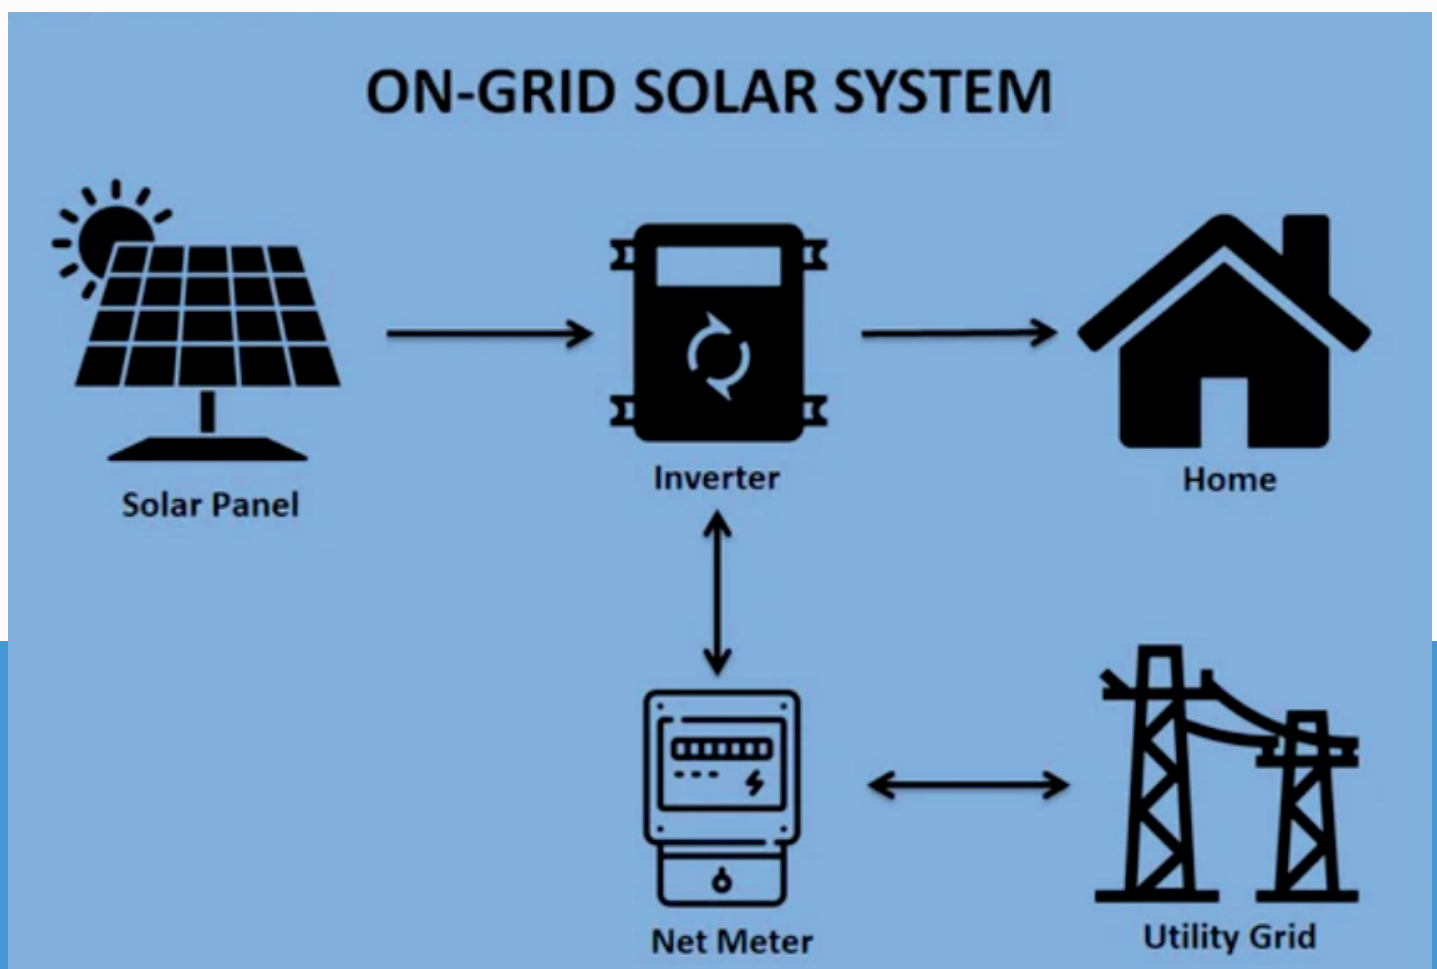 ON-GRID SOLAR SYSTEM
Solar Panel
Inverter
Home
Net Meter
Utility Grid